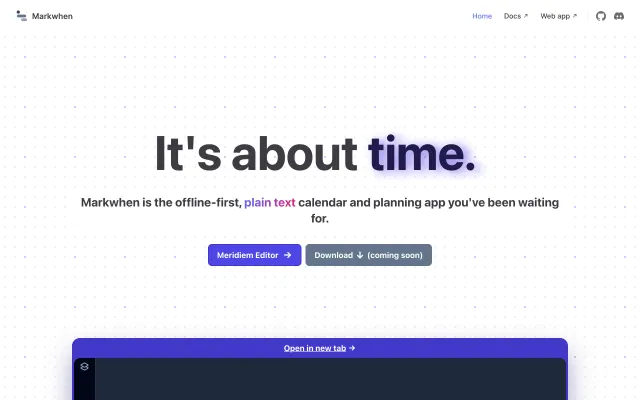 Markwhen
Home Docs ↗ Web app ↗
It's about time.
Markwhen is the offline-first, plain text calendar and planning app you've been waiting
for.
Meridiem Editor →
Download ↓ (coming soon)
Open in new tab →